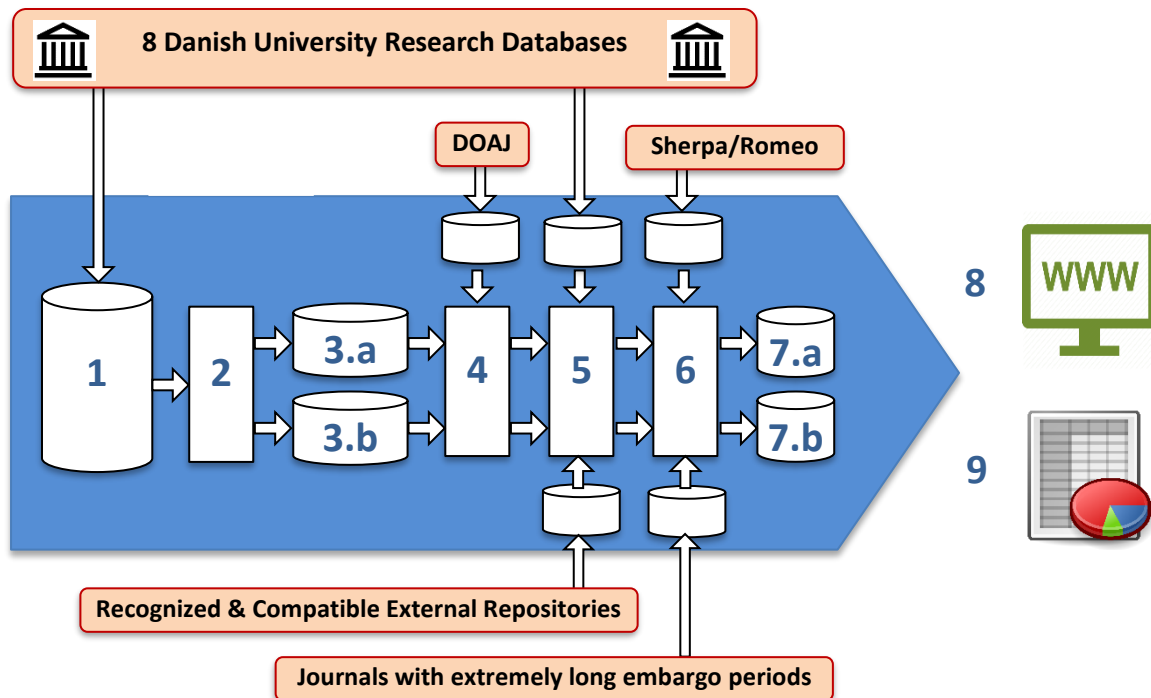 8 Danish University Research Databases
DOAJ
Sherpa/Romeo
8
WWW
1
2
3.a
4
5
6
7.a
3.b
7.b
9
Recognized & Compatible External Repositories
Journals with extremely long embargo periods